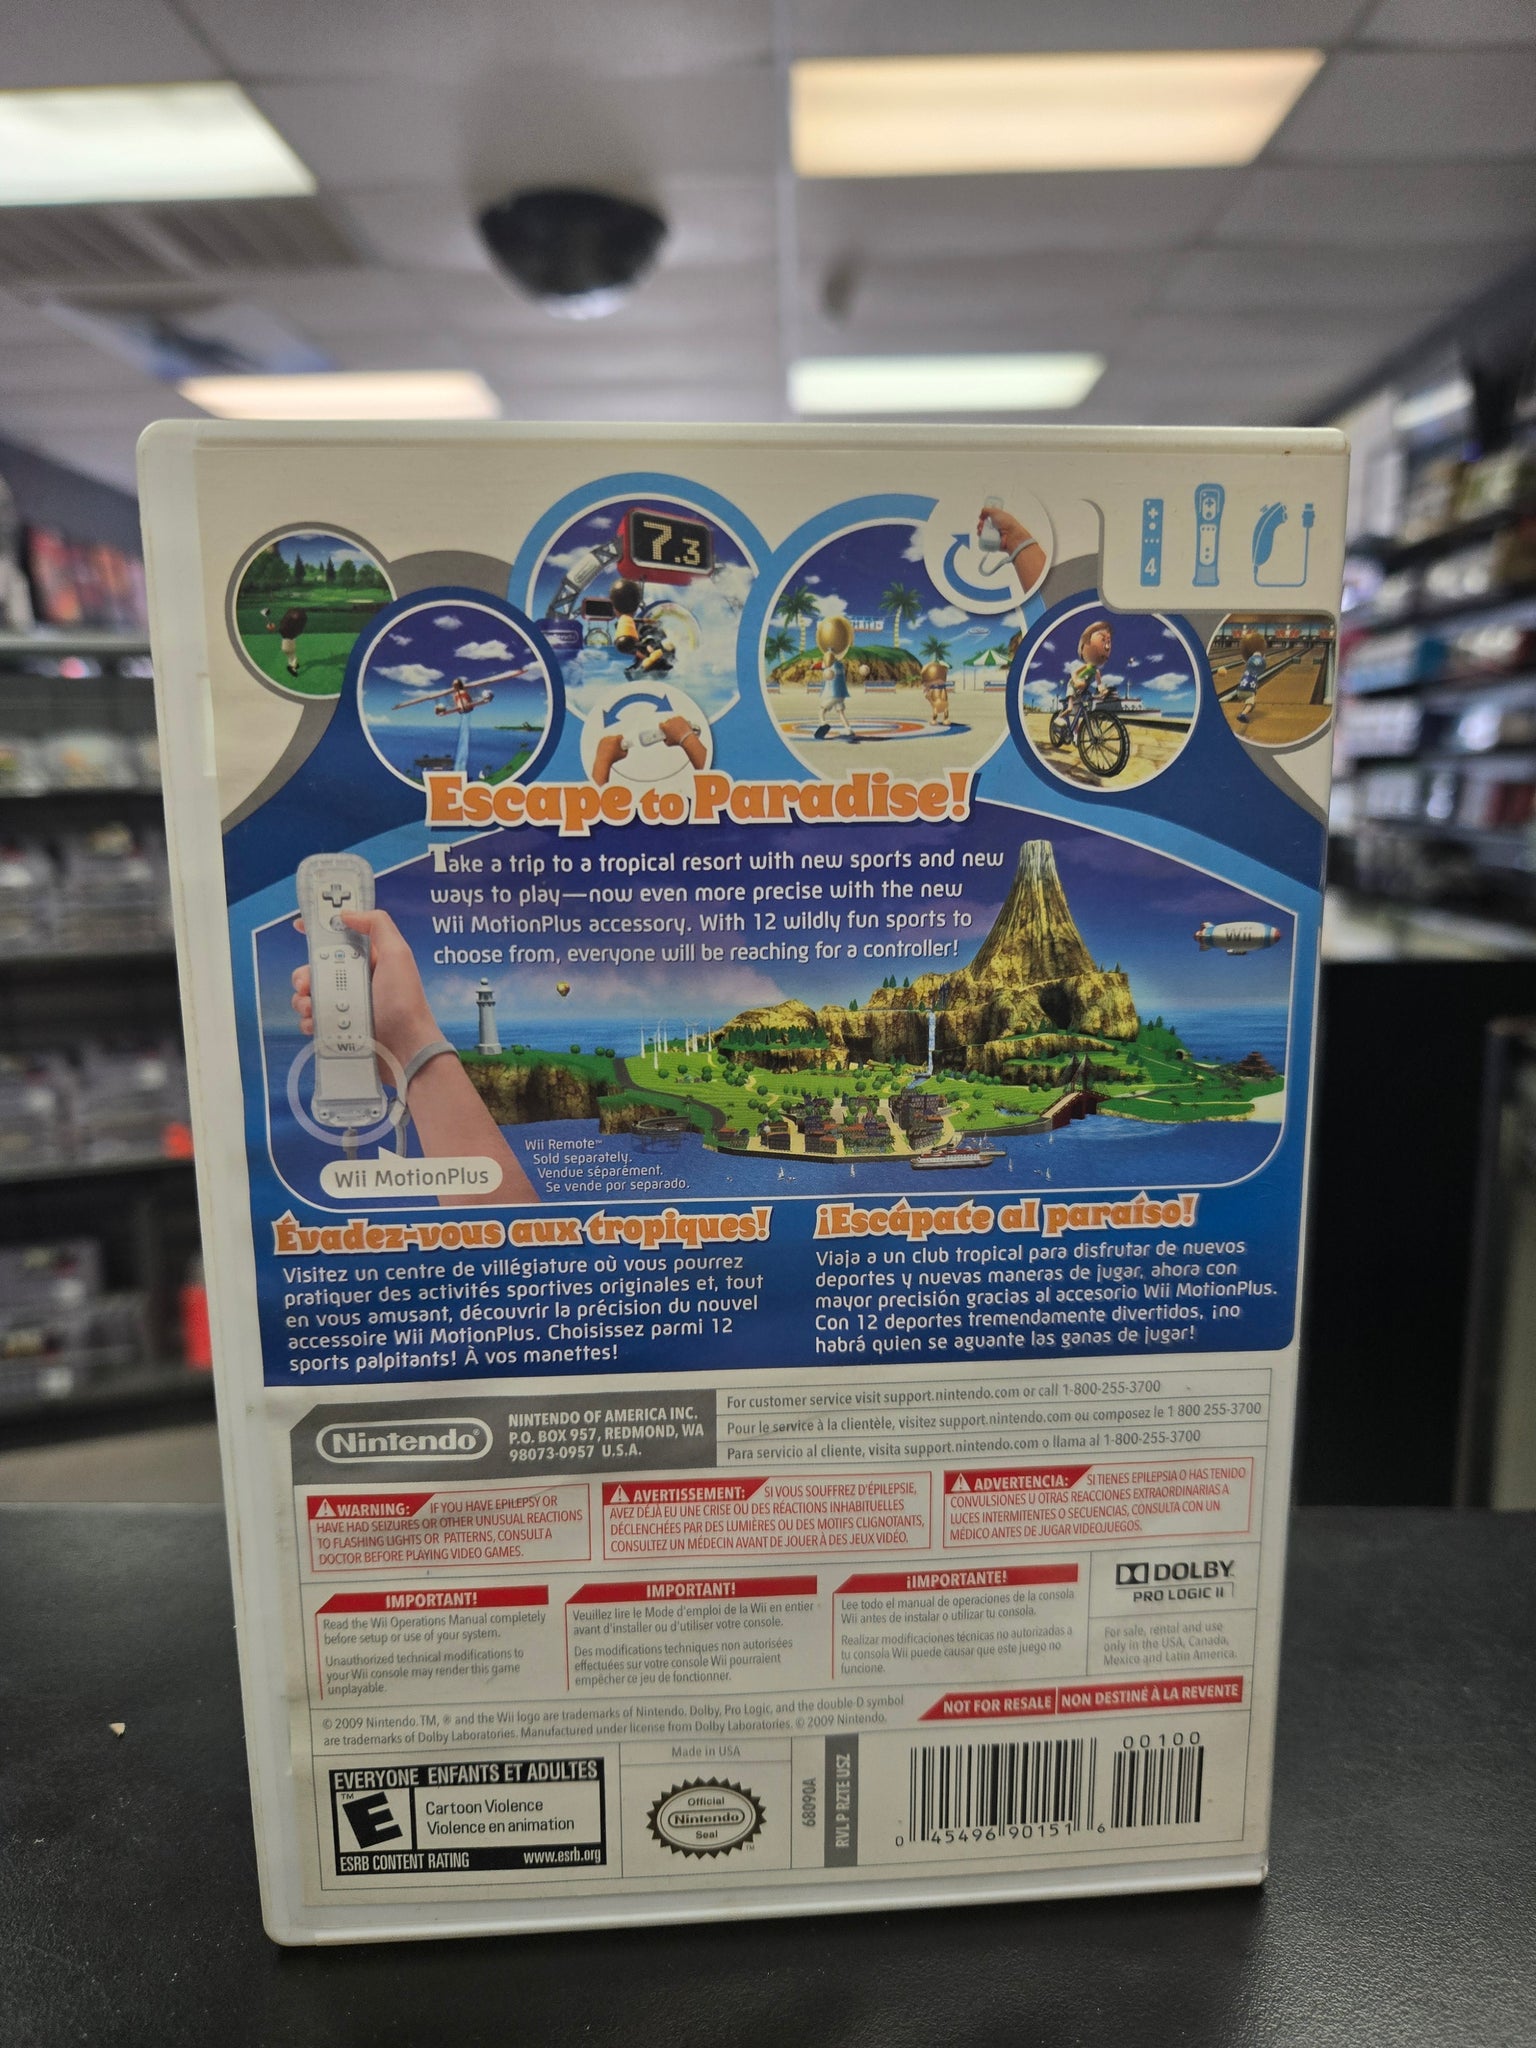 7.3
4
Escape to Paradise!
Take a trip to a tropical resort with new sports and new
ways to play—now even more precise with the new
Wii MotionPlus accessory. With 12 wildly fun sports to
choose from, everyone will be reaching for a controller!
Wii
Wii
Wii Remote™
Sold separately.
Vendue séparément.
Se vende por separado.
Wii MotionPlus
Évadez-vous aux tropiques!
Visitez un centre de villégiature où vous pourrez
pratiquer des activités sportives originales et, tout
en vous amusant, découvrir la précision du nouvel
accessoire Wii MotionPlus. Choisissez parmi 12
sports palpitants! À vos manettes!
¡Escápate al paraíso!
Viaja a un club tropical para disfrutar de nuevos
deportes y nuevas maneras de jugar, ahora con
mayor precisión gracias al accesorio Wii MotionPlus.
Con 12 deportes tremendamente divertidos, ¡no
habrá quien se aguante las ganas de jugar!
Nintendo®
NINTENDO OF AMERICA INC.
P.O. BOX 957, REDMOND, WA
98073-0957 U.S.A.
For customer service visit support.nintendo.com or call 1-800-255-3700
Pour le service à la clientèle, visitez support.nintendo.com ou composez le 1 800 255-3700
Para servicio al cliente, visita support.nintendo.com o llama al 1-800-255-3700
WARNING: IF YOU HAVE EPILEPSY OR
HAVE HAD SEIZURES OR OTHER UNUSUAL REACTIONS
TO FLASHING LIGHTS OR PATTERNS, CONSULT A
DOCTOR BEFORE PLAYING VIDEO GAMES.
AVERTISSEMENT: SI VOUS SOUFFREZ D'ÉPILEPSIE,
AVEZ DÉJÀ EU UNE CRISE OU DES RÉACTIONS INHABITUELLES
DÉCLENCHÉES PAR DES LUMIÈRES OU DES MOTIFS CLIGNOTANTS,
CONSULTEZ UN MÉDECIN AVANT DE JOUER À DES JEUX VIDÉO.
ADVERTENCIA: SI TIENES EPILEPSIA O HAS TENIDO
CONVULSIONES U OTRAS REACCIONES EXTRAORDINARIAS A
LUCES INTERMITENTES O SECUENCIAS, CONSULTA CON UN
MÉDICO ANTES DE JUGAR VIDEOJUEGOS.
IMPORTANT!
Read the Wii Operations Manual completely
before setup or use of your system.
Unauthorized technical modifications to
your Wii console may render this game
unplayable.
IMPORTANT!
Veuillez lire le Mode d'emploi de la Wii en entier
avant d'installer ou d'utiliser votre console.
Des modifications techniques non autorisées
effectuées sur votre console Wii pourraient
empêcher ce jeu de fonctionner.
¡IMPORTANTE!
Lee todo el manual de operaciones de la consola
Wii antes de instalar o utilizar tu consola.
Realizar modificaciones técnicas no autorizadas a
tu consola Wii puede causar que este juego no
funcione.
DOLBY
PRO LOGIC II
For sale, rental and use
only in the USA, Canada,
Mexico and Latin America.
© 2009 Nintendo. TM, ® and the Wii logo are trademarks of Nintendo. Dolby, Pro Logic, and the double-D symbol
are trademarks of Dolby Laboratories. Manufactured under license from Dolby Laboratories. © 2009 Nintendo.
NOT FOR RESALE NON DESTINÉ À LA REVENTE
EVERYONE ENFANTS ET ADULTES
E
TM
Cartoon Violence
Violence en animation
ESRB CONTENT RATING www.esrb.org
Made in USA
Official
Nintendo
Seal
TM
68090A
RVL P RZTE USZ
00100
0 45496 90151 6